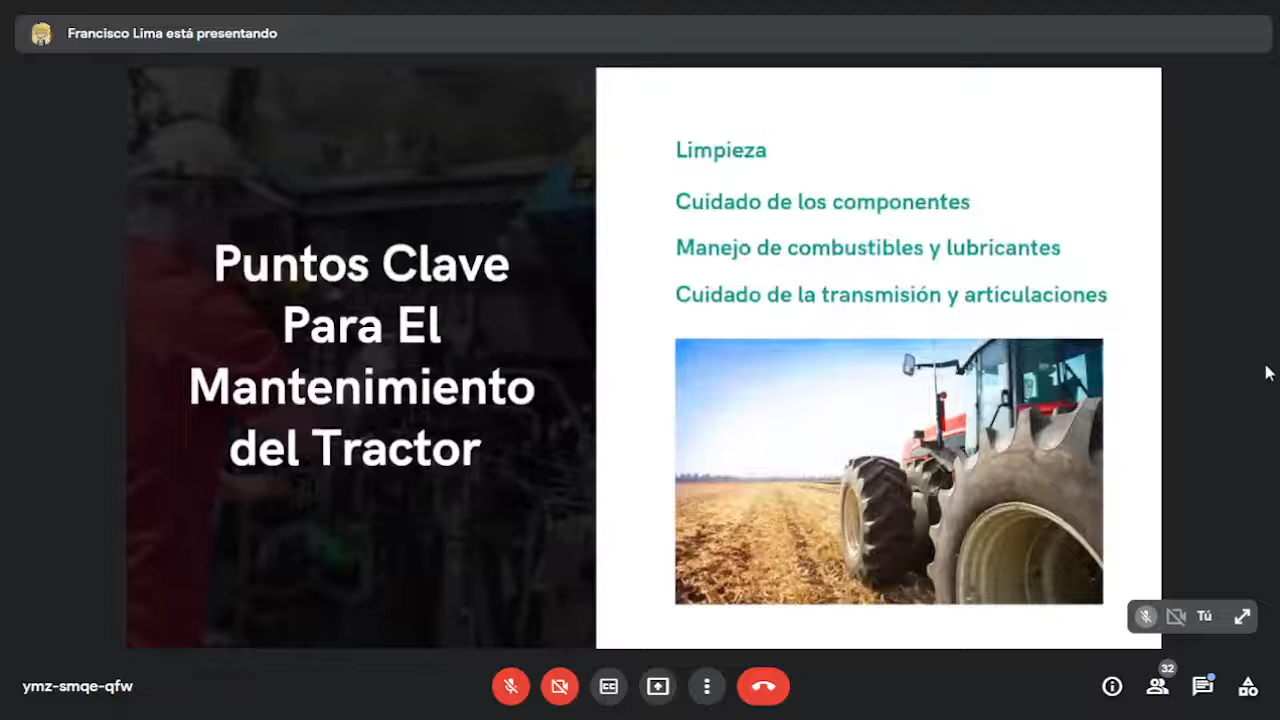 Francisco Lima está presentando
Puntos Clave
Para El
Mantenimiento
del Tractor
Limpieza
Cuidado de los componentes
Manejo de combustibles y lubricantes
Cuidado de la transmisión y articulaciones
Tú
ymz-smqe-qfw
CC
32